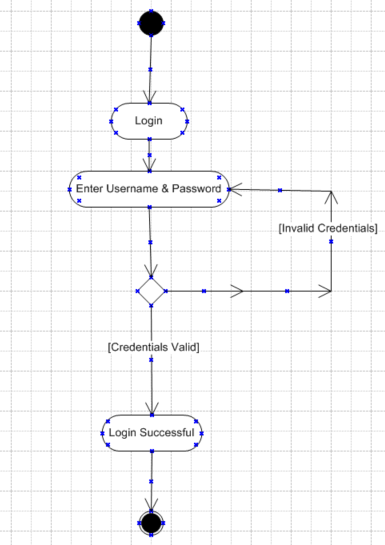 Login
Enter Username & Password
[Invalid Credentials]
[Credentials Valid]
Login Successful